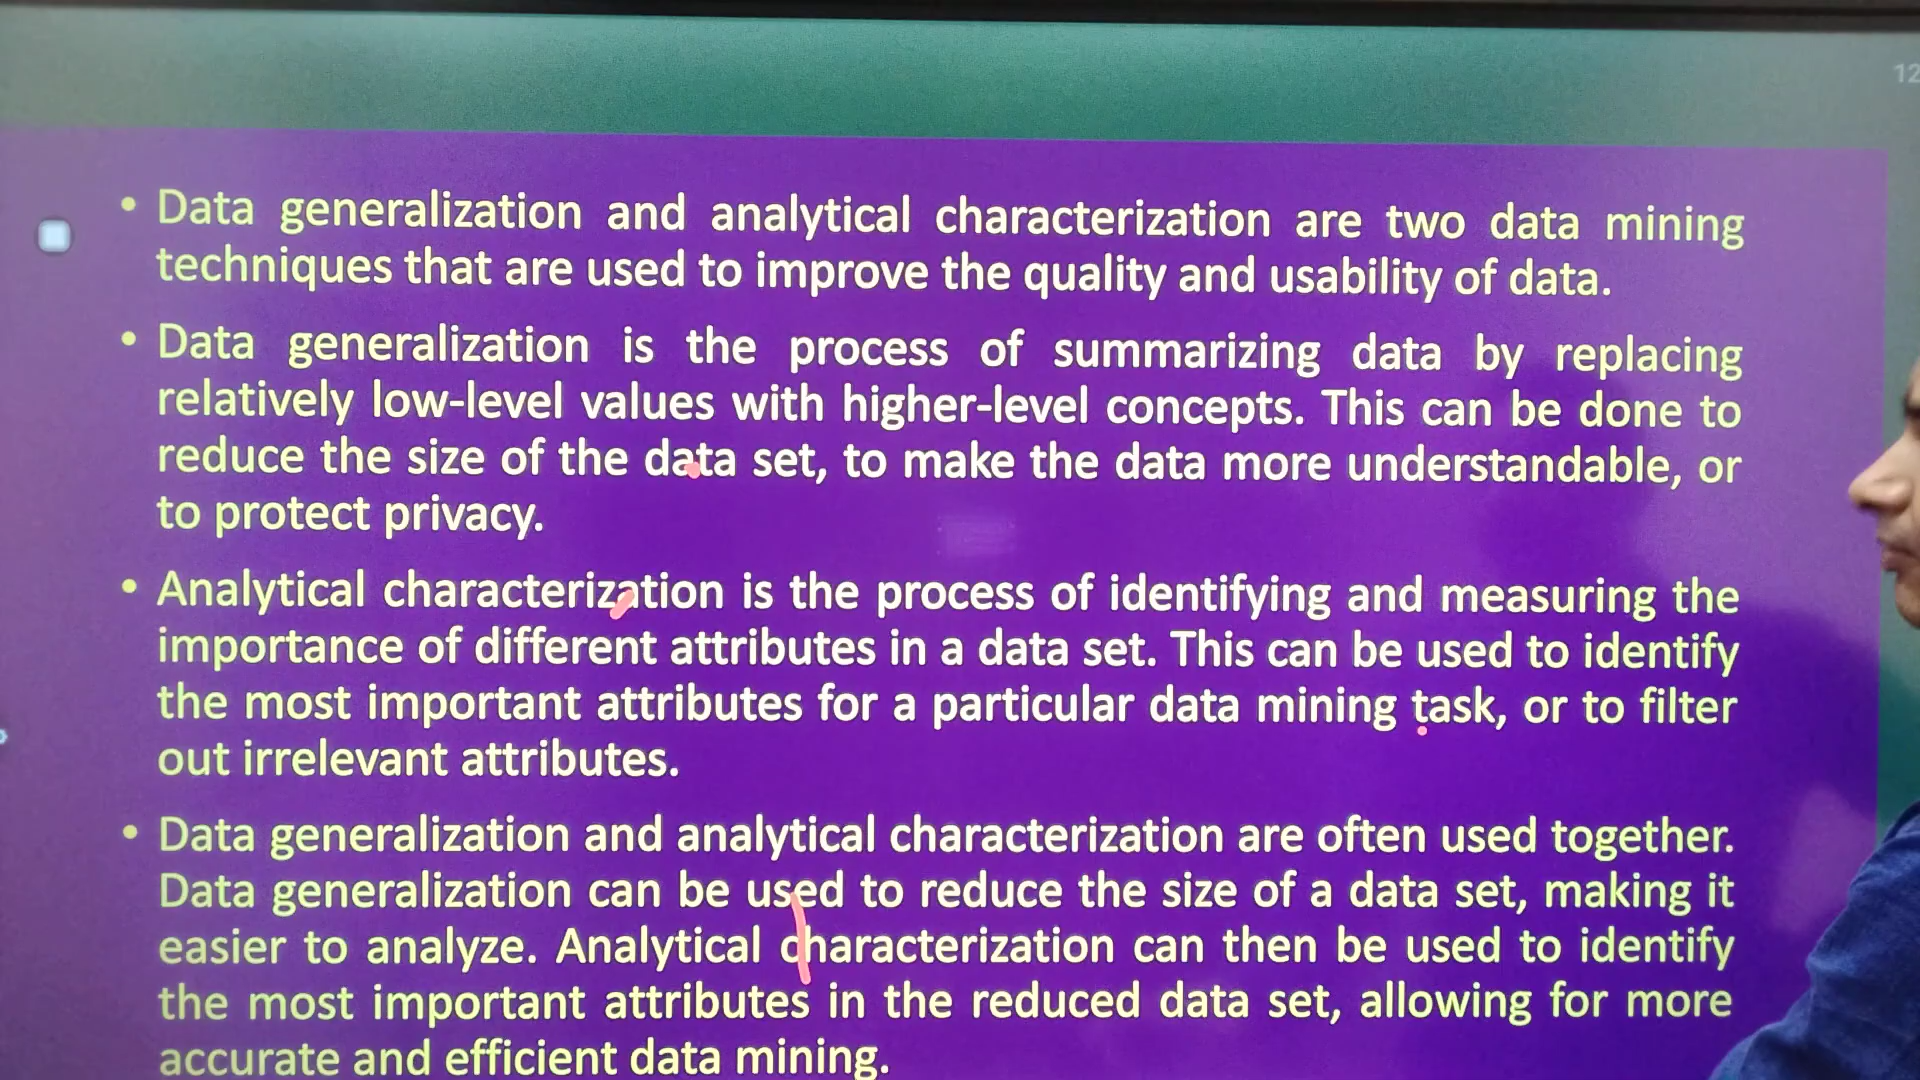 12
• Data generalization and analytical characterization are two data mining
techniques that are used to improve the quality and usability of data.
• Data generalization is the process of summarizing data by replacing
relatively low-level values with higher-level concepts. This can be done to
reduce the size of the data set, to make the data more understandable, or
to protect privacy.
• Analytical characterization is the process of identifying and measuring the
importance of different attributes in a data set. This can be used to identify
the most important attributes for a particular data mining task, or to filter
out irrelevant attributes.
• Data generalization and analytical characterization are often used together.
Data generalization can be used to reduce the size of a data set, making it
easier to analyze. Analytical characterization can then be used to identify
the most important attributes in the reduced data set, allowing for more
accurate and efficient data mining.